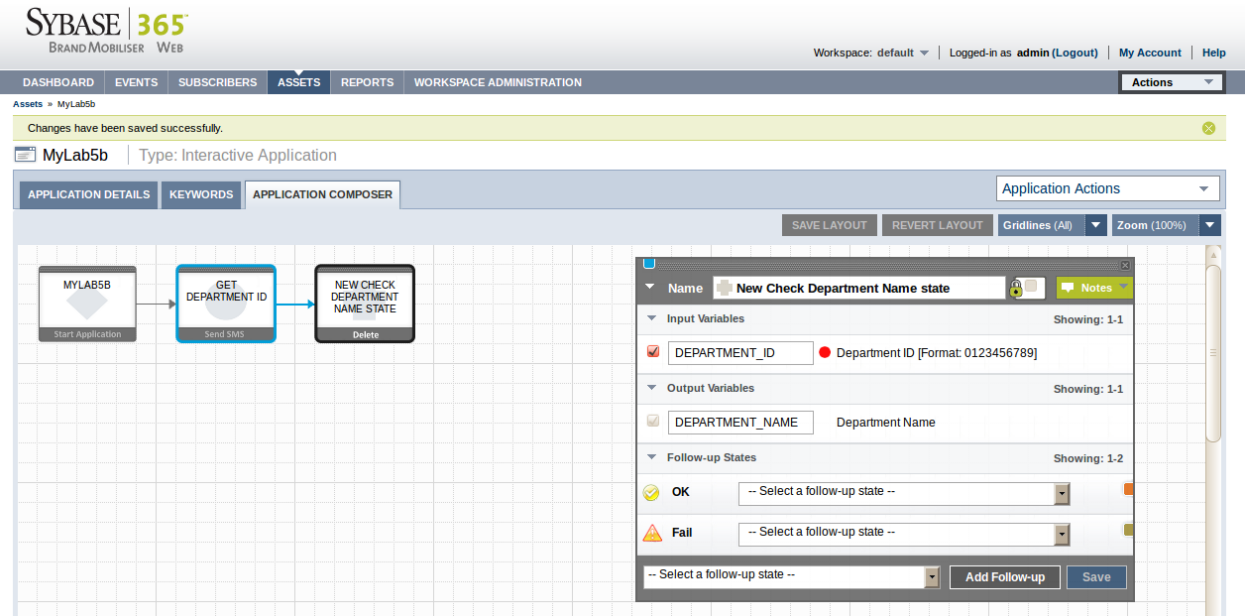 SYBASE 365
BRANDMOBILISER WEB
Workspace: default | Logged-in as admin (Logout) | My Account | Help
DASHBOARD EVENTS SUBSCRIBERS ASSETS REPORTS WORKSPACE ADMINISTRATION Actions
Assets » MyLab5b
Changes have been saved successfully.
MyLab5b Type: Interactive Application
APPLICATION DETAILS KEYWORDS APPLICATION COMPOSER Application Actions
SAVE LAYOUT REVERT LAYOUT Gridlines (All) Zoom (100%)
MYLAB5B
Start Application
GET
DEPARTMENT ID
Send SMS
NEW CHECK
DEPARTMENT
NAME STATE
Delete
Name New Check Department Name state Notes
Input Variables Showing: 1-1
DEPARTMENT_ID Department ID [Format: 0123456789]
Output Variables Showing: 1-1
DEPARTMENT_NAME Department Name
Follow-up States Showing: 1-2
OK -- Select a follow-up state --
Fail -- Select a follow-up state --
-- Select a follow-up state -- Add Follow-up Save